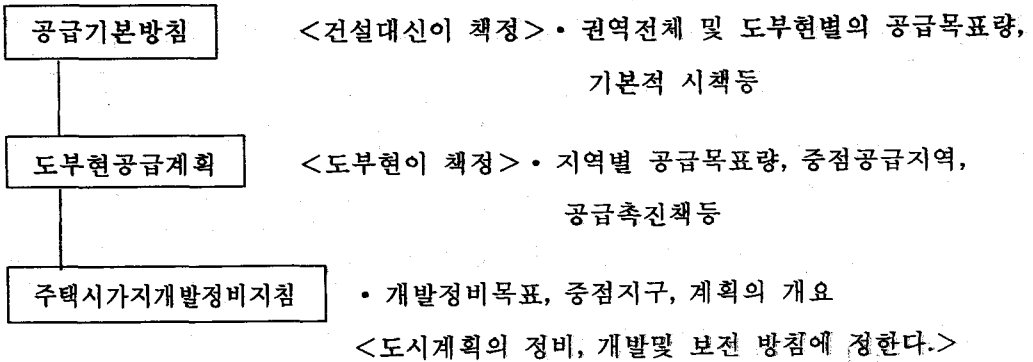 공급기본방침 <건설대신이 책정>• 권역전체 및 도부현별의 공급목표량,
기본적 시책등
도부현공급계획 <도부현이 책정>• 지역별 공급목표량, 중점공급지역,
공급촉진책등
주택시가지개발정비지침 • 개발정비목표, 중점지구, 계획의 개요
<도시계획의 정비, 개발및 보전 방침에 정한다.>